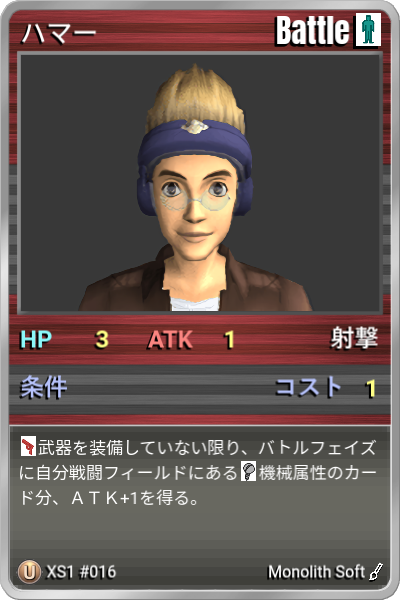 ハマー
Battle
HP 3 ATK 1 射撃
条件 コスト 1
武器を装備していない限り、バトルフェイズ
に自分戦闘フィールドにある機械属性のカー
ド分、ＡＴＫ+1を得る。
U XS1 #016 Monolith Soft